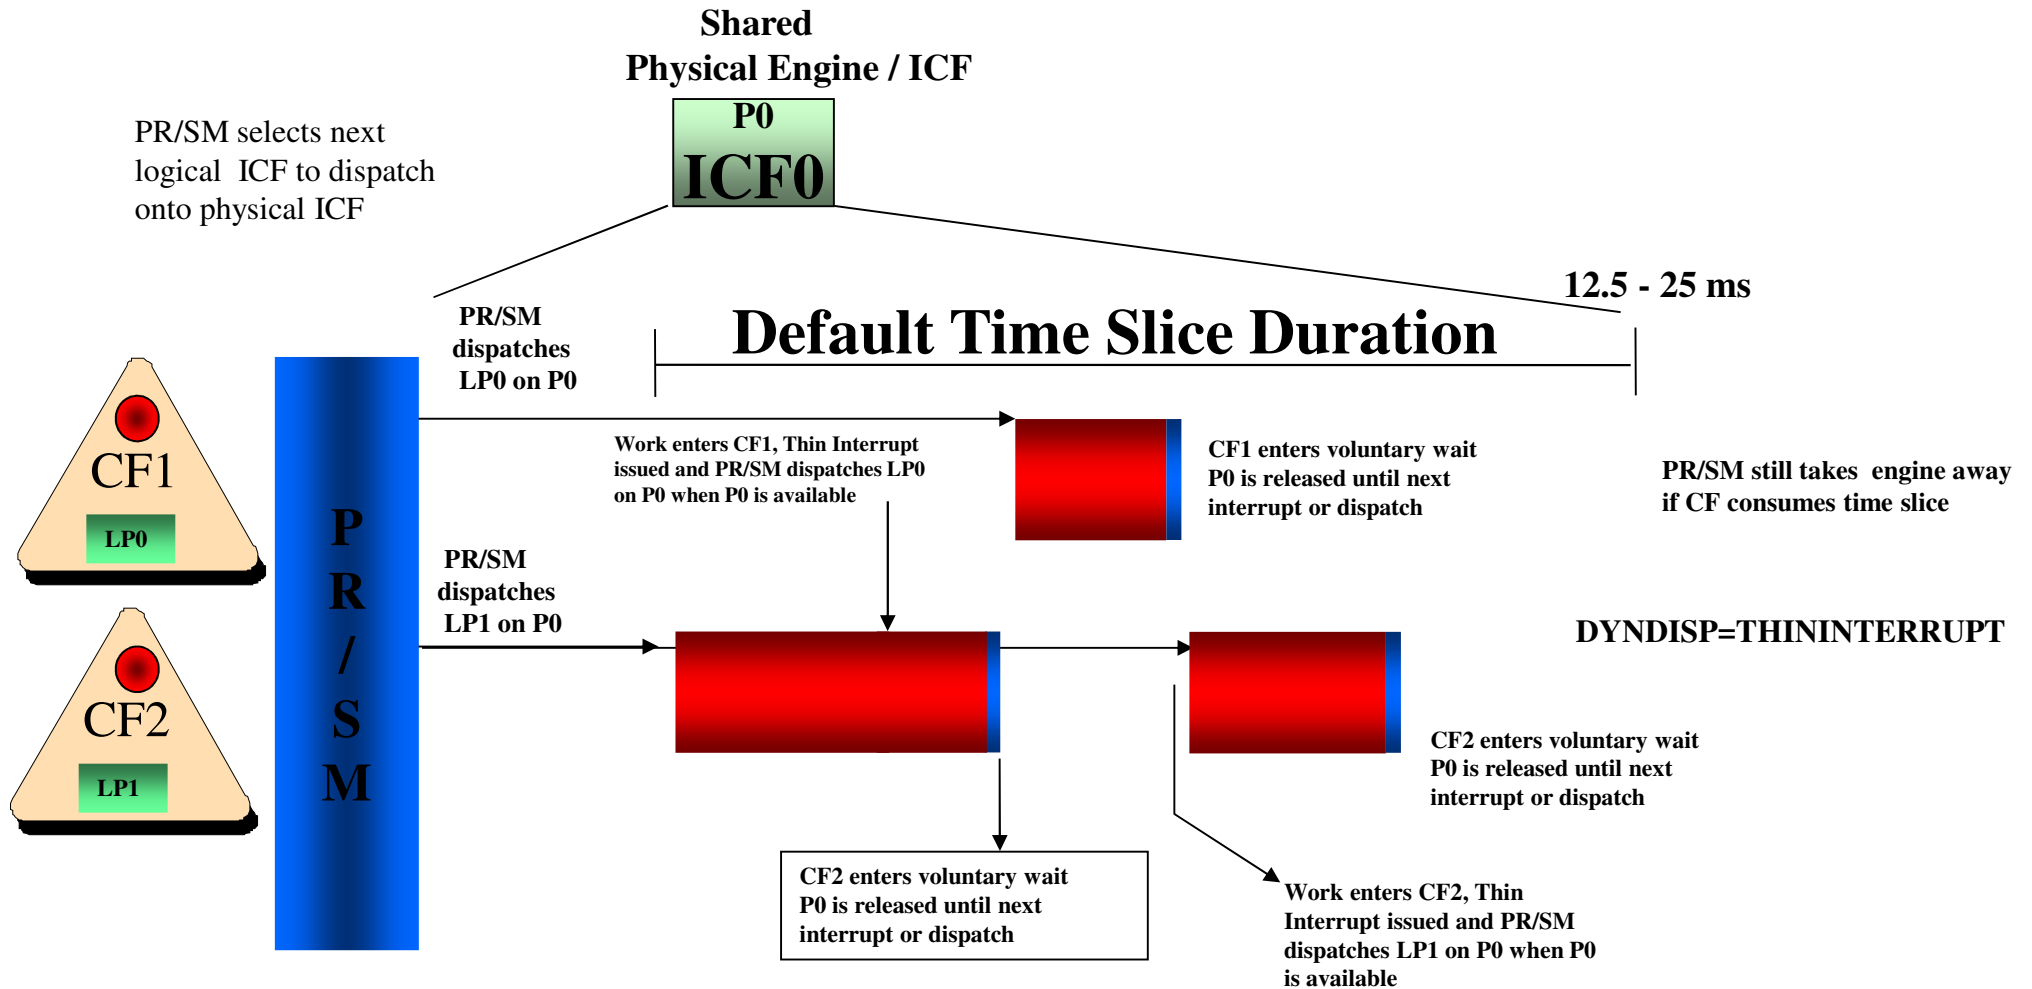 Shared
Physical Engine / ICF
P0
ICF0
PR/SM selects next
logical ICF to dispatch
onto physical ICF
12.5 - 25 ms
Default Time Slice Duration
PR/SM
dispatches
LP0 on P0
CF1
LP0
P
R
/
S
M
Work enters CF1, Thin Interrupt
issued and PR/SM dispatches LP0
on P0 when P0 is available
CF1 enters voluntary wait
P0 is released until next
interrupt or dispatch
PR/SM still takes engine away
if CF consumes time slice
PR/SM
dispatches
LP1 on P0
CF2
LP1
DYNDISP=THININTERRUPT
CF2 enters voluntary wait
P0 is released until next
interrupt or dispatch
CF2 enters voluntary wait
P0 is released until next
interrupt or dispatch
Work enters CF2, Thin
Interrupt issued and PR/SM
dispatches LP1 on P0 when P0
is available